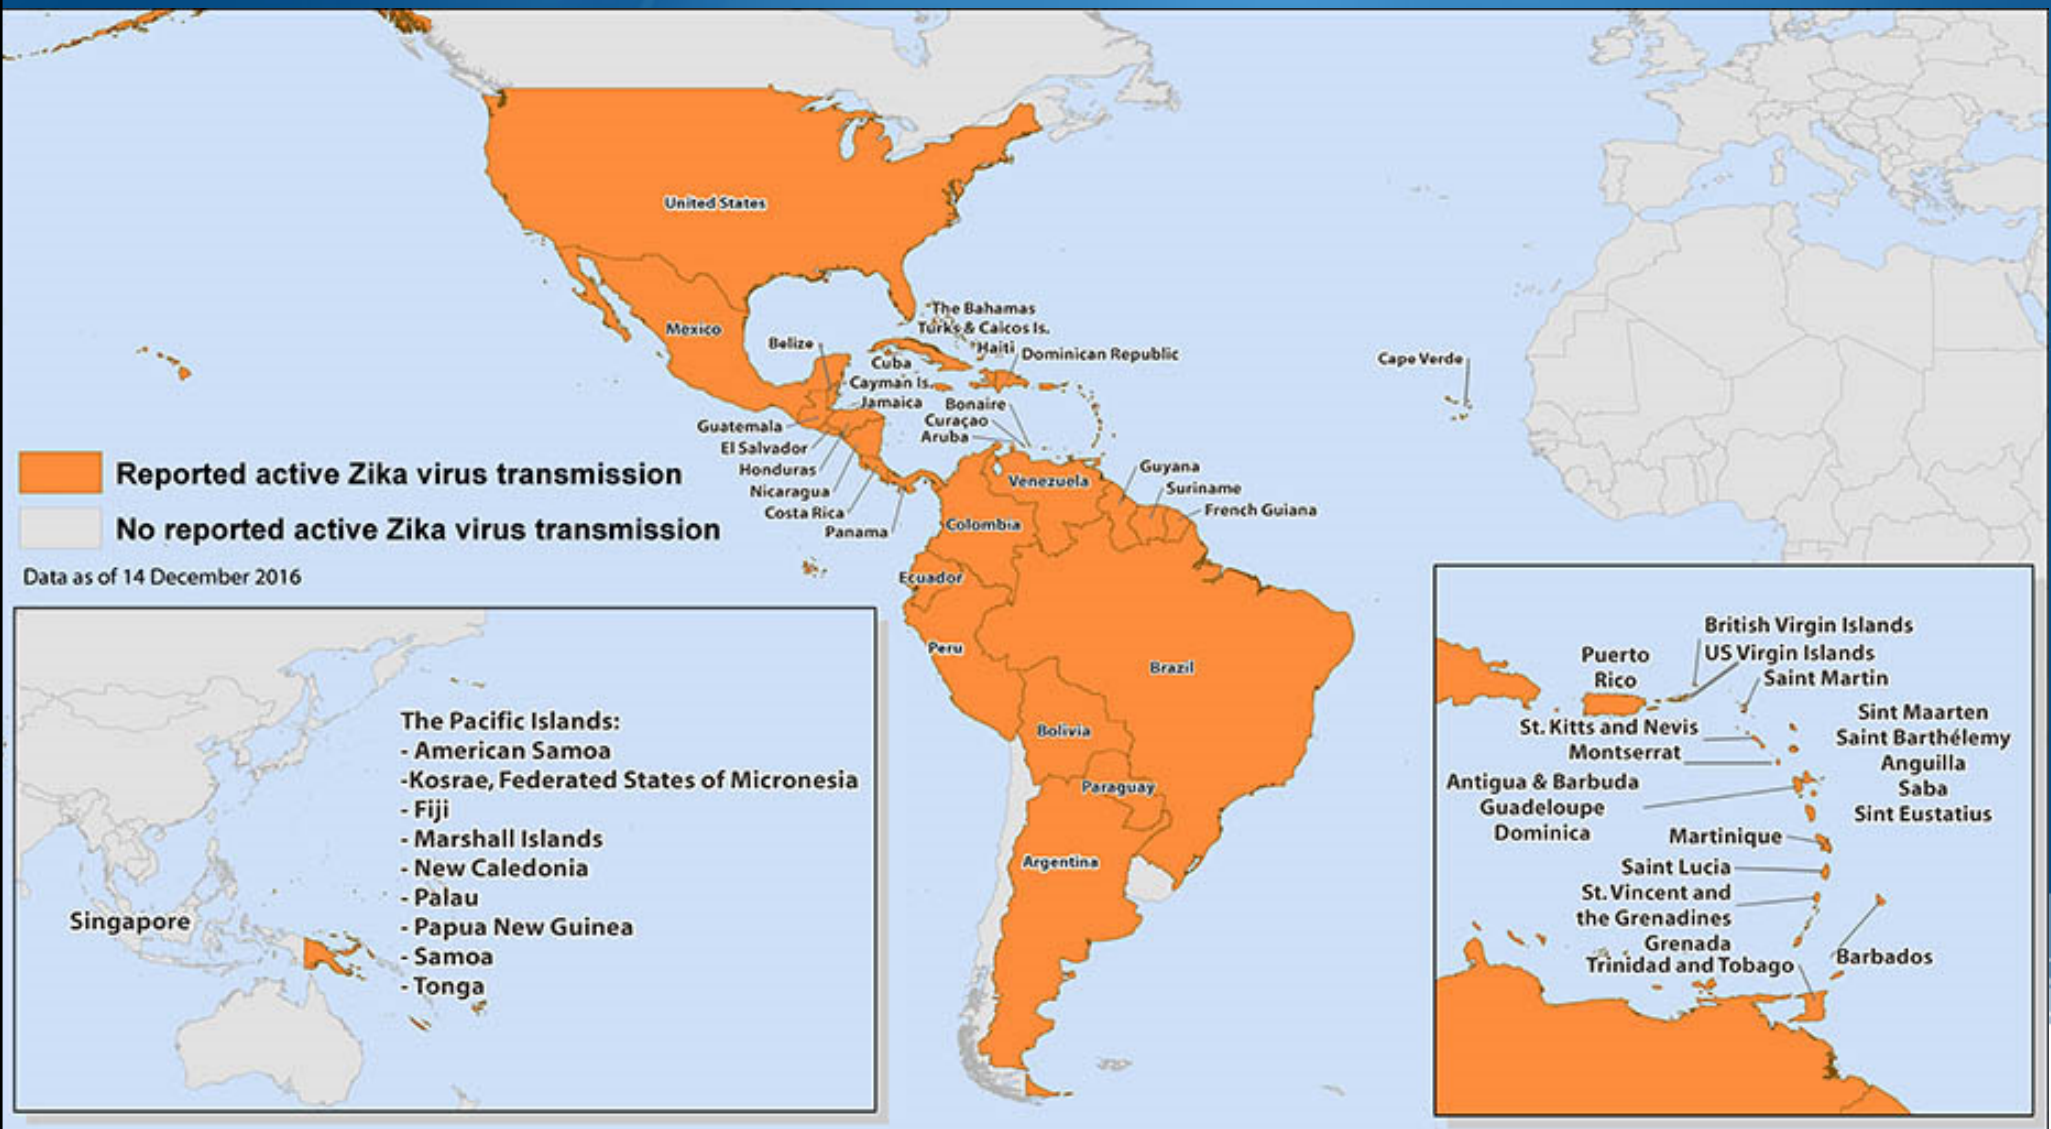 United States
Mexico
The Bahamas
Turks & Caicos Is.
Haiti
Dominican Republic
Belize
Cuba
Cayman Is.
Jamaica
Bonaire
Curaçao
Aruba
Guatemala
El Salvador
Honduras
Nicaragua
Costa Rica
Panama
Cape Verde
Venezuela
Guyana
Suriname
French Guiana
Colombia
Ecuador
Peru
Brazil
Bolivia
Paraguay
Argentina
Reported active Zika virus transmission
No reported active Zika virus transmission
Data as of 14 December 2016
The Pacific Islands:
- American Samoa
-Kosrae, Federated States of Micronesia
- Fiji
- Marshall Islands
- New Caledonia
- Palau
- Papua New Guinea
- Samoa
- Tonga
Singapore
British Virgin Islands
US Virgin Islands
Saint Martin
Puerto
Rico
Sint Maarten
Saint Barthélemy
Anguilla
Saba
Sint Eustatius
St. Kitts and Nevis
Montserrat
Antigua & Barbuda
Guadeloupe
Dominica
Martinique
Saint Lucia
St. Vincent and
the Grenadines
Grenada
Trinidad and Tobago
Barbados